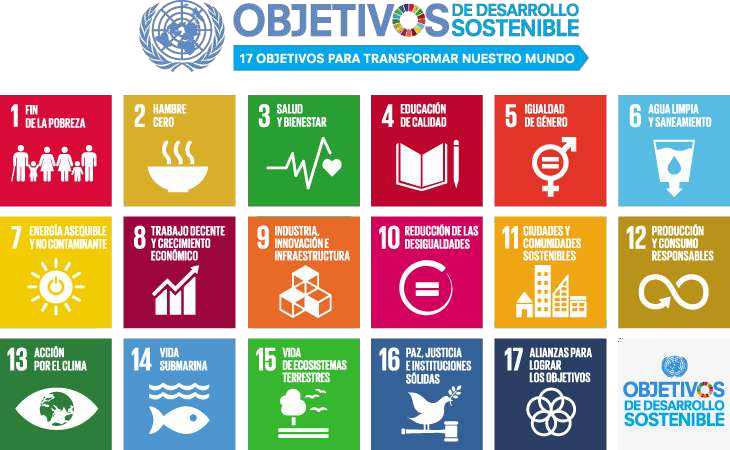 OBJETIVOS DE DESARROLLO
SOSTENIBLE
17 OBJETIVOS PARA TRANSFORMAR NUESTRO MUNDO
1 FIN
DE LA POBREZA
2 HAMBRE
CERO
3 SALUD
Y BIENESTAR
4 EDUCACIÓN
DE CALIDAD
5 IGUALDAD
DE GÉNERO
6 AGUA LIMPIA
Y SANEAMIENTO
7 ENERGÍA ASEQUIBLE
Y NO CONTAMINANTE
8 TRABAJO DECENTE
Y CRECIMIENTO
ECONÓMICO
9 INDUSTRIA,
INNOVACIÓN E
INFRAESTRUCTURA
10 REDUCCIÓN DE LAS
DESIGUALDADES
11 CIUDADES Y
COMUNIDADES
SOSTENIBLES
12 PRODUCCIÓN
Y CONSUMO
RESPONSABLES
13 ACCIÓN
POR EL CLIMA
14 VIDA
SUBMARINA
15 VIDA
DE ECOSISTEMAS
TERRESTRES
16 PAZ, JUSTICIA
E INSTITUCIONES
SÓLIDAS
17 ALIANZAS PARA
LOGRAR
LOS OBJETIVOS
OBJETIVOS
DE DESARROLLO
SOSTENIBLE